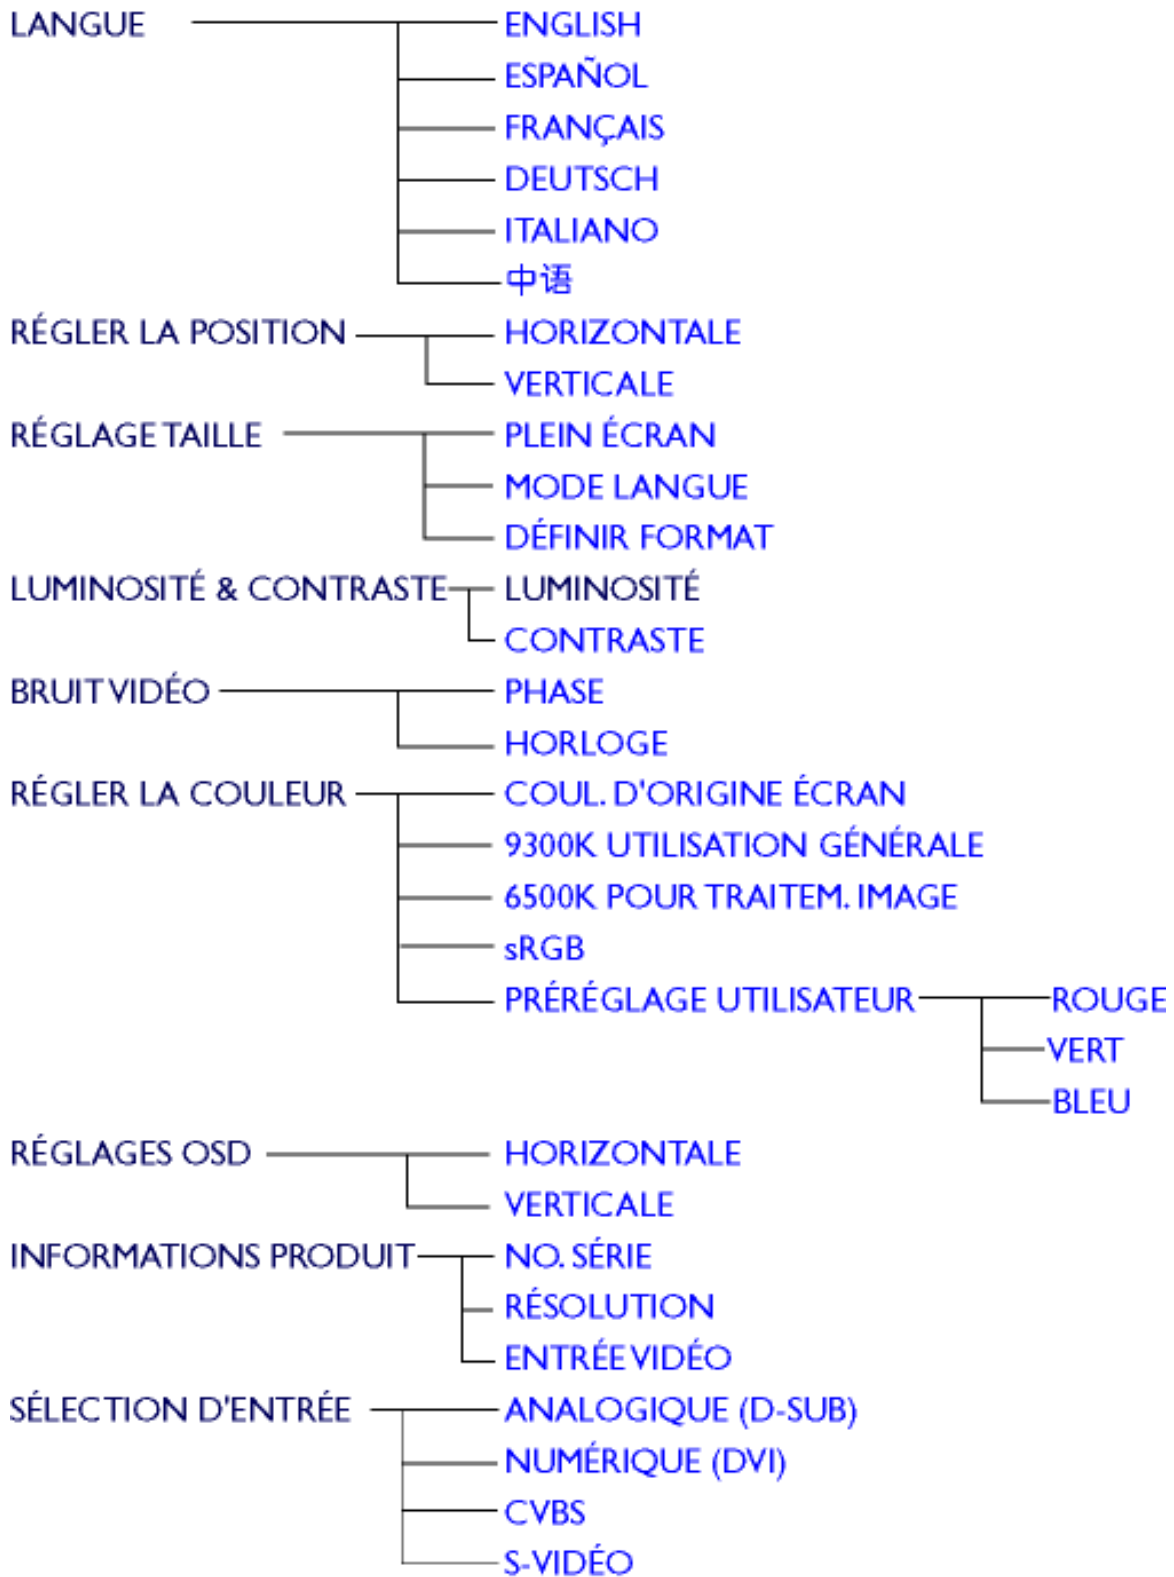 LANGUE ENGLISH
ESPAÑOL
FRANÇAIS
DEUTSCH
ITALIANO
中语
RÉGLER LA POSITION HORIZONTALE
VERTICALE
RÉGLAGE TAILLE PLEIN ÉCRAN
MODE LANGUE
DÉFINIR FORMAT
LUMINOSITÉ & CONTRASTE LUMINOSITÉ
CONTRASTE
BRUIT VIDÉO PHASE
HORLOGE
RÉGLER LA COULEUR COUL. D'ORIGINE ÉCRAN
9300K UTILISATION GÉNÉRALE
6500K POUR TRAITEM. IMAGE
sRGB
PRÉRÉGLAGE UTILISATEUR ROUGE
VERT
BLEU
RÉGLAGES OSD HORIZONTALE
VERTICALE
INFORMATIONS PRODUIT NO. SÉRIE
RÉSOLUTION
ENTRÉE VIDÉO
SÉLECTION D'ENTRÉE ANALOGIQUE (D-SUB)
NUMÉRIQUE (DVI)
CVBS
S-VIDÉO